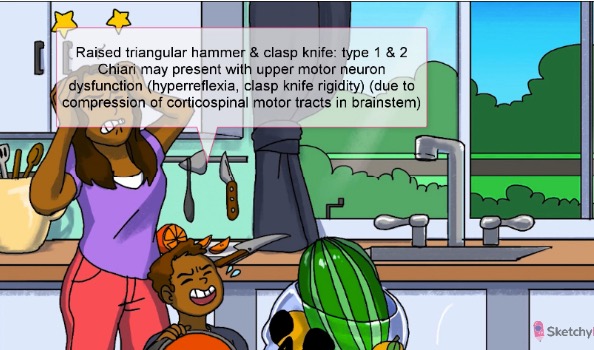 Raised triangular hammer & clasp knife: type 1 & 2
Chiari may present with upper motor neuron
dysfunction (hyperreflexia, clasp knife rigidity) (due to
compression of corticospinal motor tracts in brainstem)